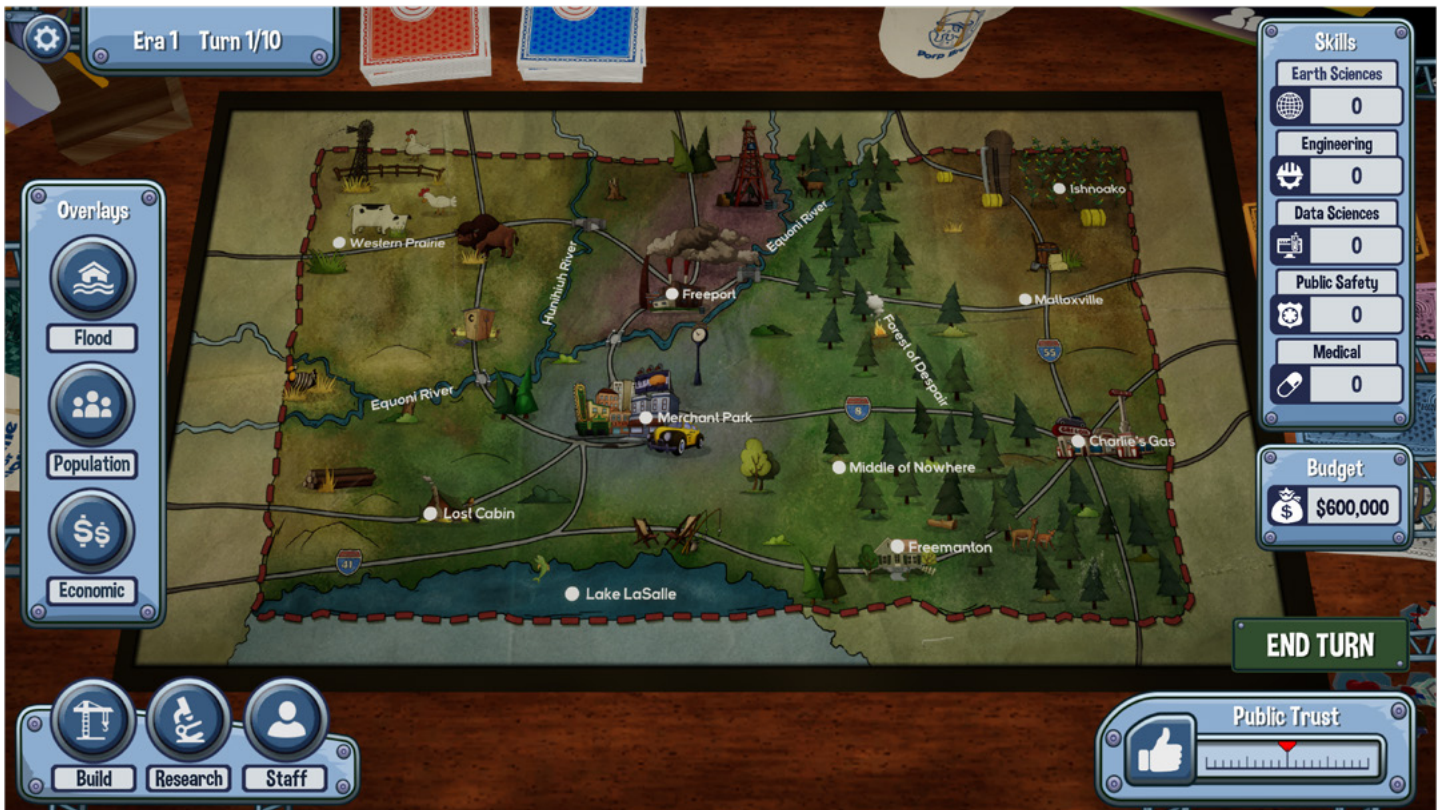 Era 1 Turn 1/10
Skills
Earth Sciences
0
Engineering
0
Data Sciences
0
Public Safety
0
Medical
0
Budget
$
$600,000
END TURN
Public Trust
Overlays
Flood
Population
$$
Economic
Build
Research
Staff
Ishnoako
Western Prairie
Hunihiuh River
Equoni River
Freeport
Malloxville
Forest of Despair
55
Equoni River
Merchant Park
8
Charlie's Gas
Middle of Nowhere
Lost Cabin
Freemanton
31
Lake LaSalle
C